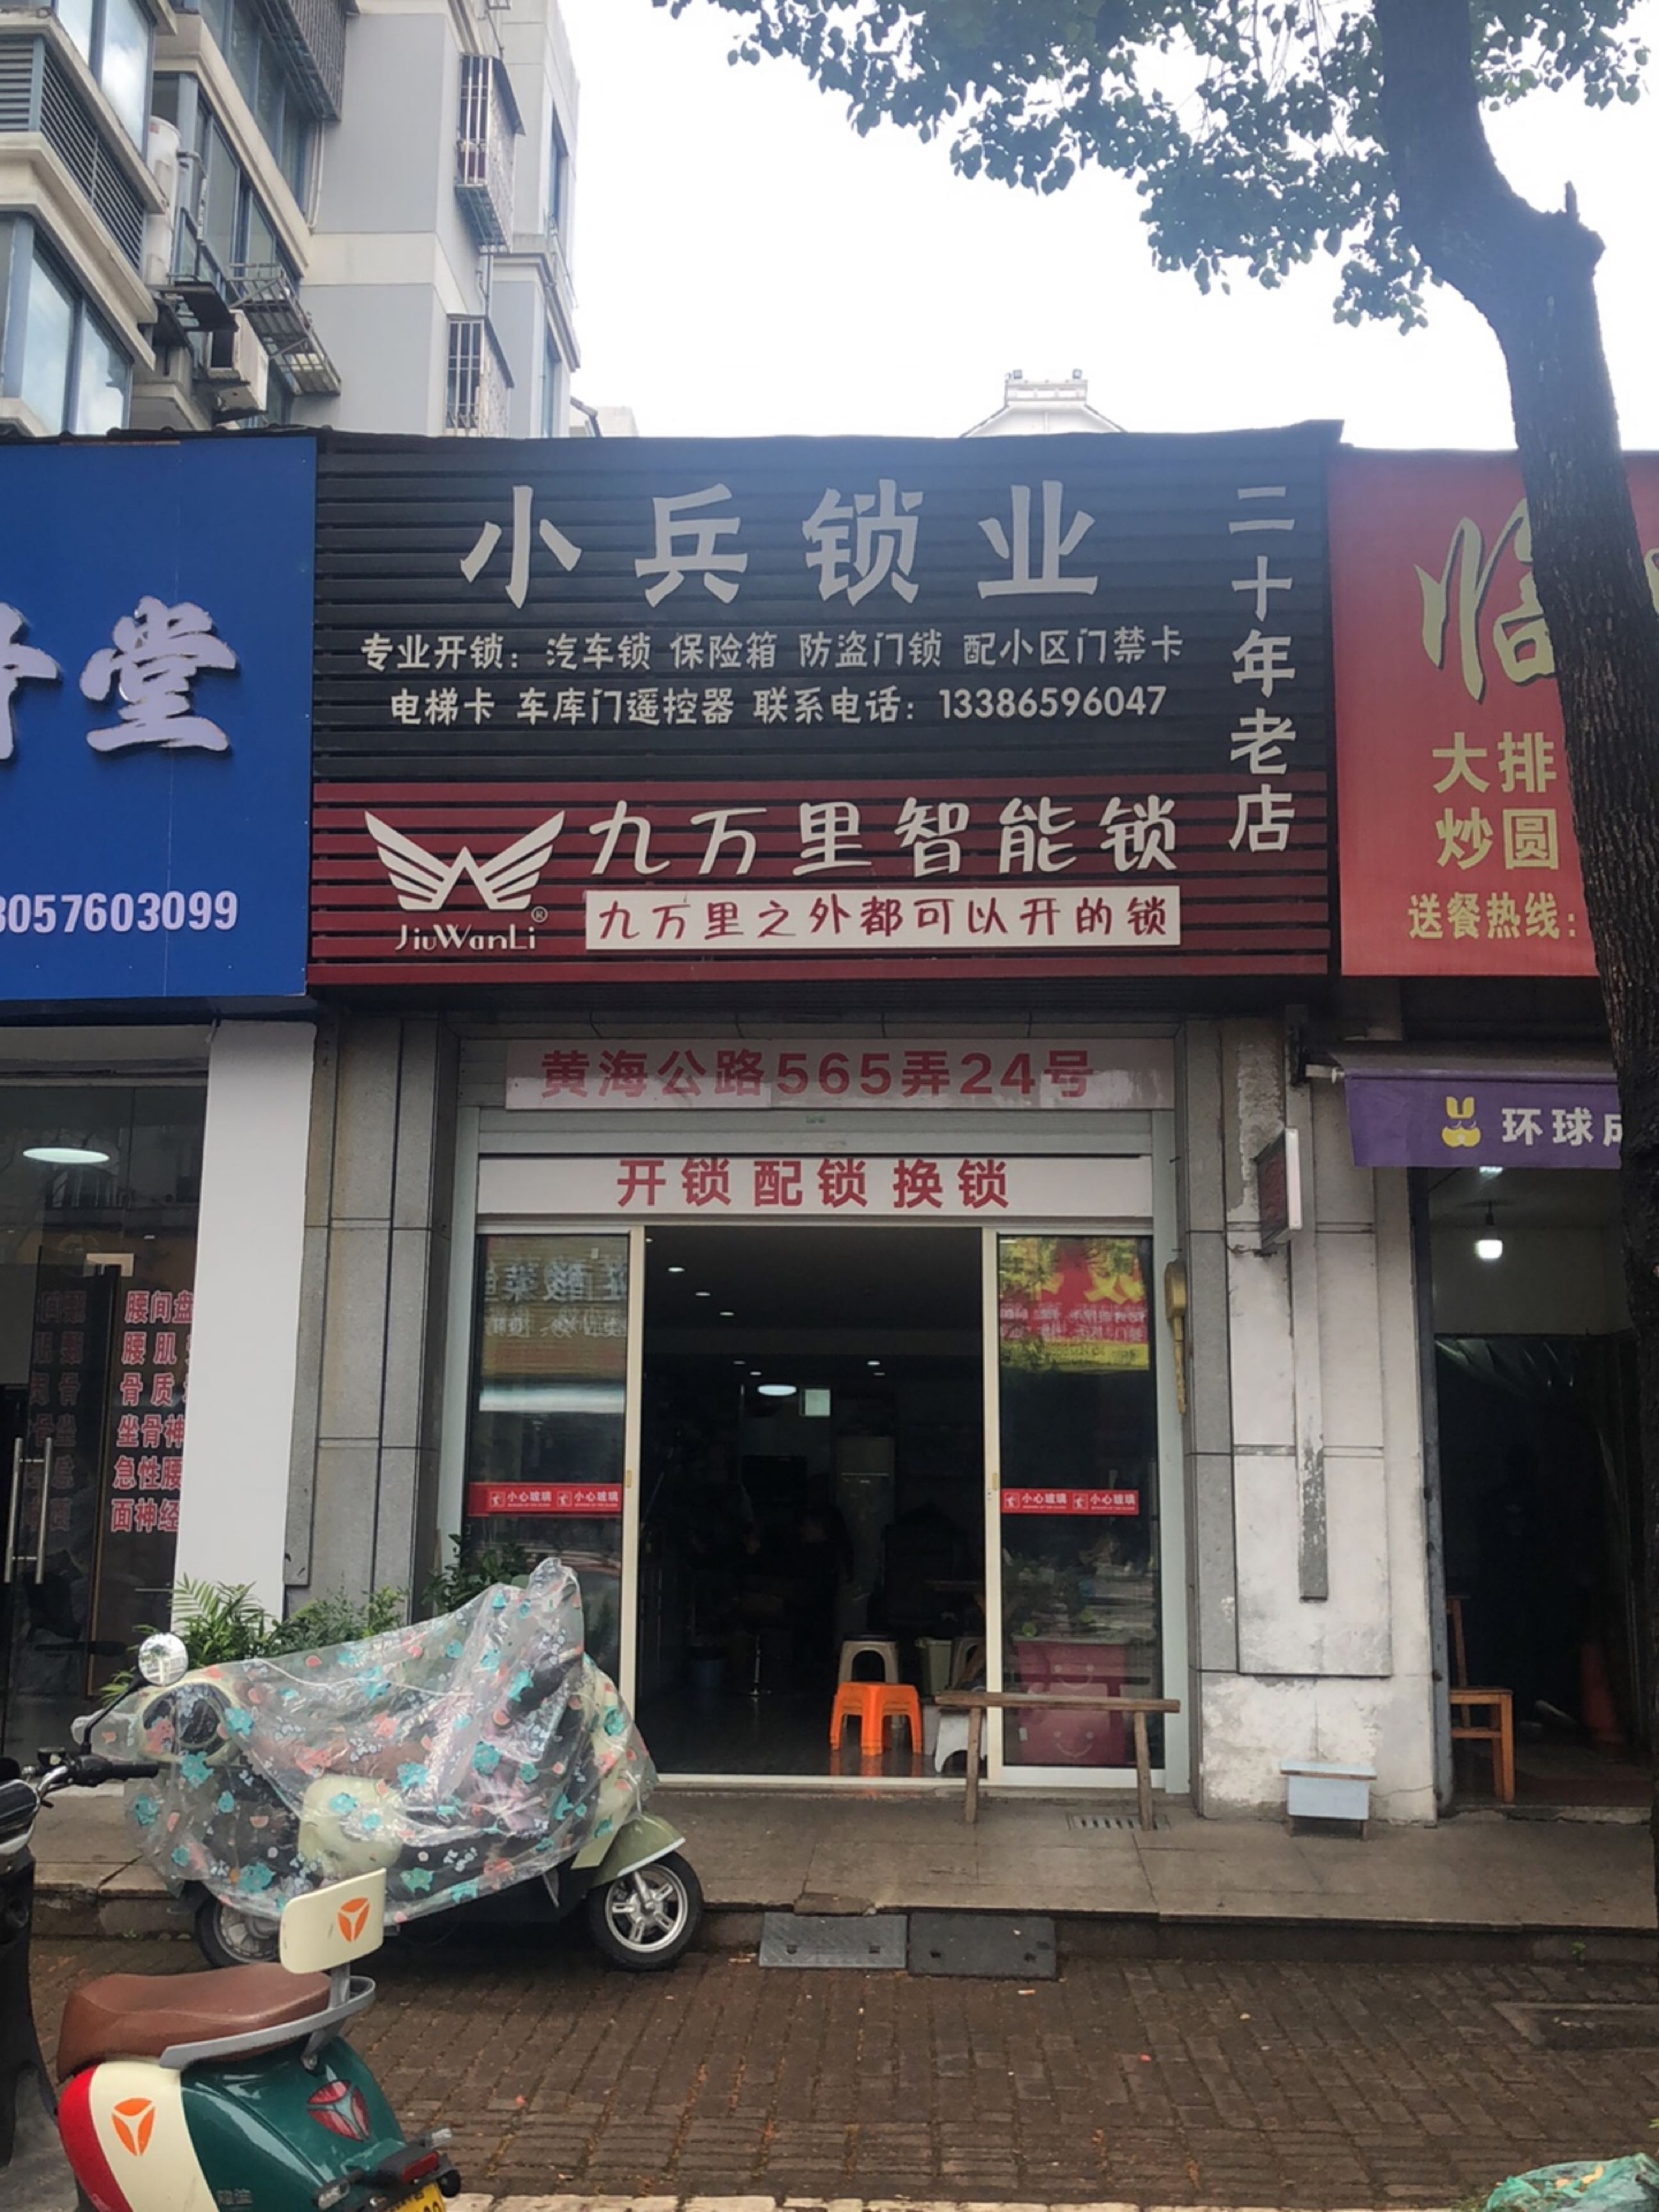 小兵锁业
二十年老店
专业开锁：汽车锁 保险箱 防盗门锁 配小区门禁卡
电梯卡 车库门遥控器 联系电话：13386596047
九万里智能锁
JiuWanLi®
九万里之外都可以开的锁
黄海公路565弄24号
开锁 配锁 换锁
小心玻璃 小心玻璃
小心玻璃 小心玻璃
堂
3057603099
腰间盘
腰肌
骨质
坐骨神
急性腰
面神经
临
大排
炒圆
送餐热线：
环球